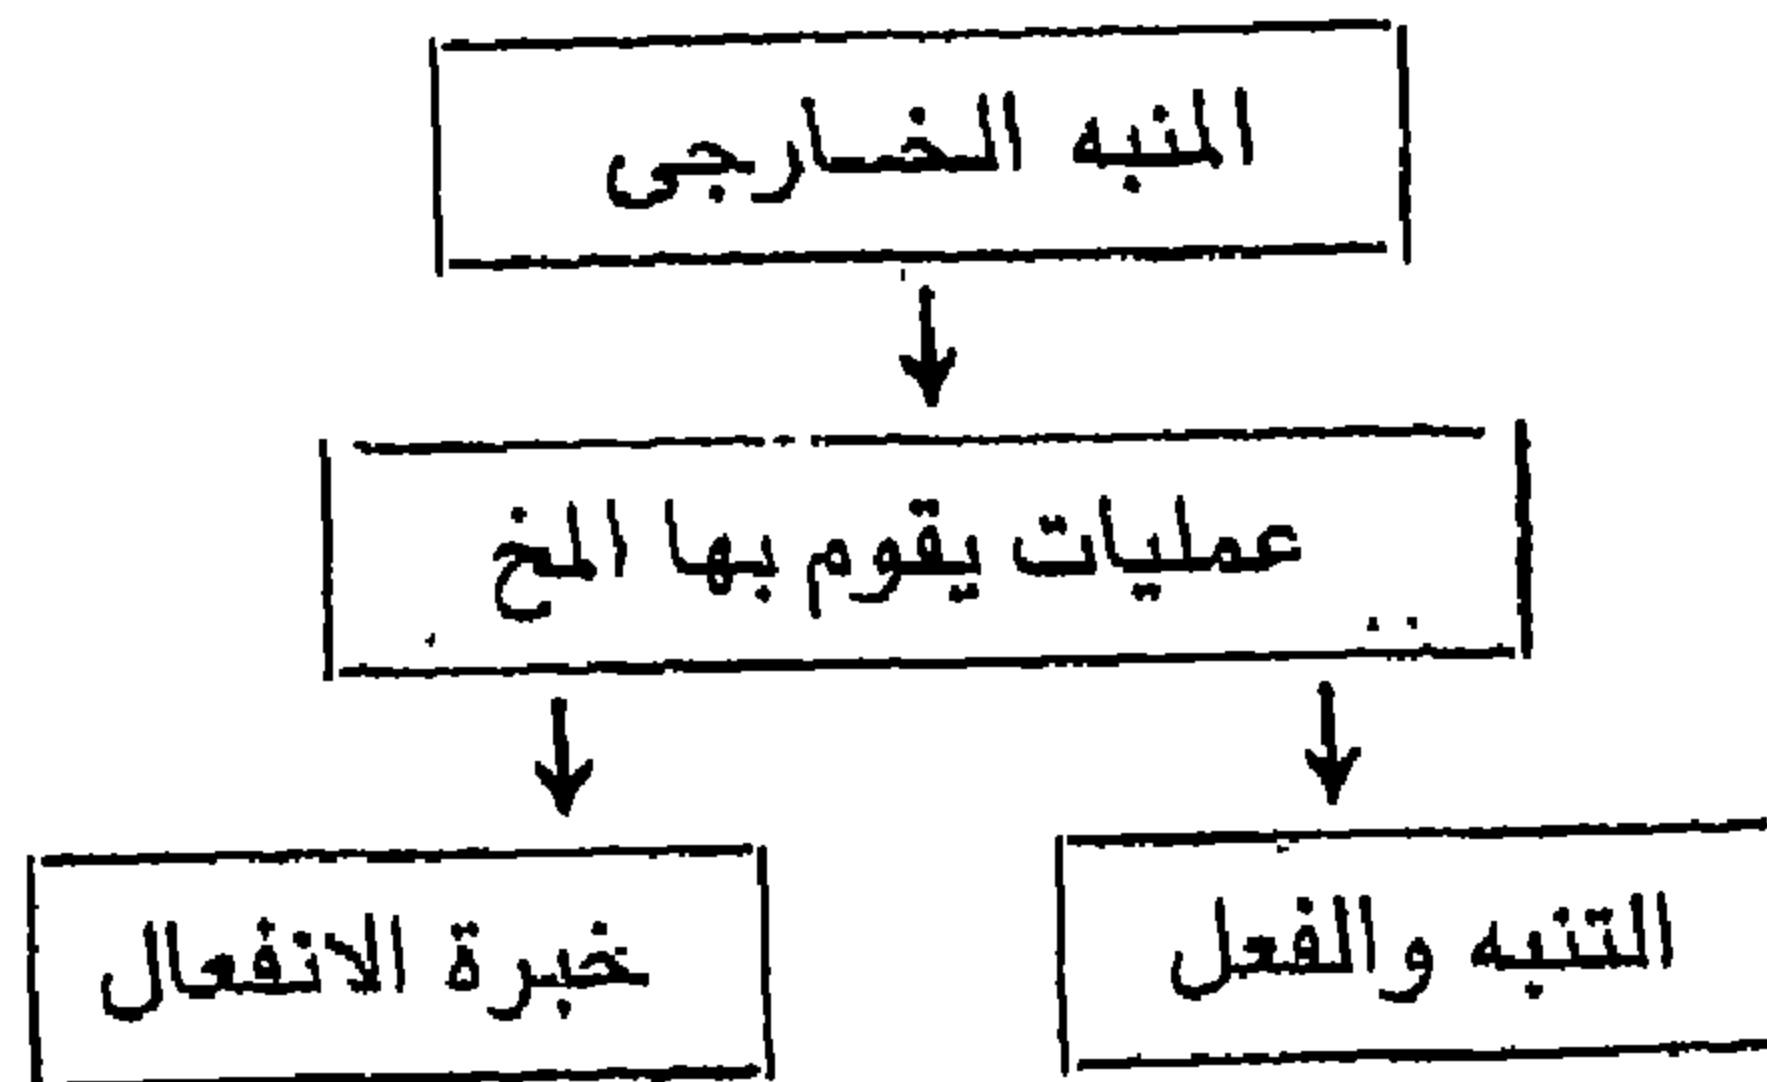 المنبه الخارجى
عمليات يقوم بها المخ
التنبه والفعل
خبرة الانفعال